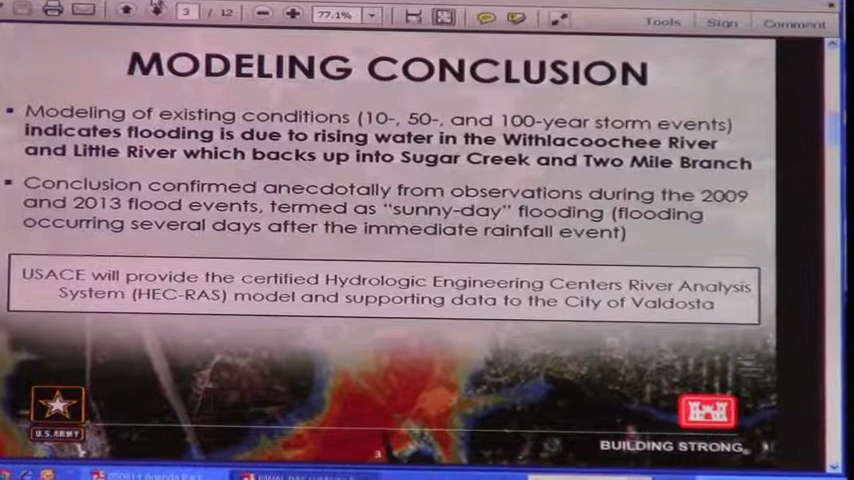 3 / 12
77.1%
Tools
Sign
Comment
MODELING CONCLUSION
▪ Modeling of existing conditions (10-, 50-, and 100-year storm events)
indicates flooding is due to rising water in the Withlacoochee River
and Little River which backs up into Sugar Creek and Two Mile Branch
▪ Conclusion confirmed anecdotally from observations during the 2009
and 2013 flood events, termed as “sunny-day” flooding (flooding
occurring several days after the immediate rainfall event)
USACE will provide the certified Hydrologic Engineering Centers River Analysis
System (HEC-RAS) model and supporting data to the City of Valdosta
U.S.ARMY
3
BUILDING STRONG®